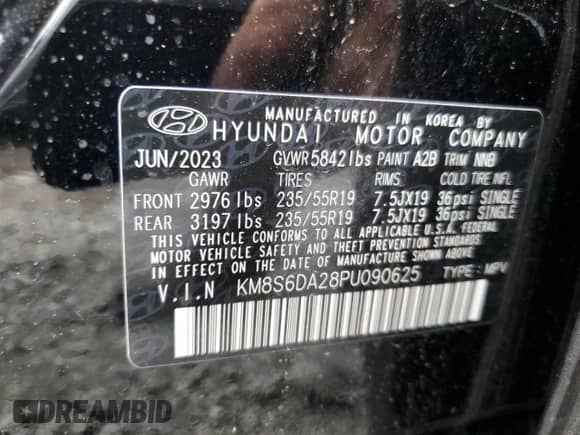 MANUFACTURED IN KOREA BY
HYUNDAI MOTOR COMPANY
JUN/2023 GVWR 5842 lbs PAINT A2B TRIM NNB
GAWR TIRES RIMS COLD TIRE INFL
FRONT 2976 lbs 235/55R19 7.5JX19 36psi SINGLE
REAR 3197 lbs 235/55R19 7.5JX19 36psi SINGLE
THIS VEHICLE CONFORMS TO ALL APPLICABLE U.S.A. FEDERAL
MOTOR VEHICLE SAFETY, BUMPER AND THEFT PREVENTION STANDARDS
IN EFFECT ON THE DATE OF MANUFACTURE SHOWN ABOVE.
V.I.N KM8S6DA28PU090625 TYPE : MPV
DREAMBID